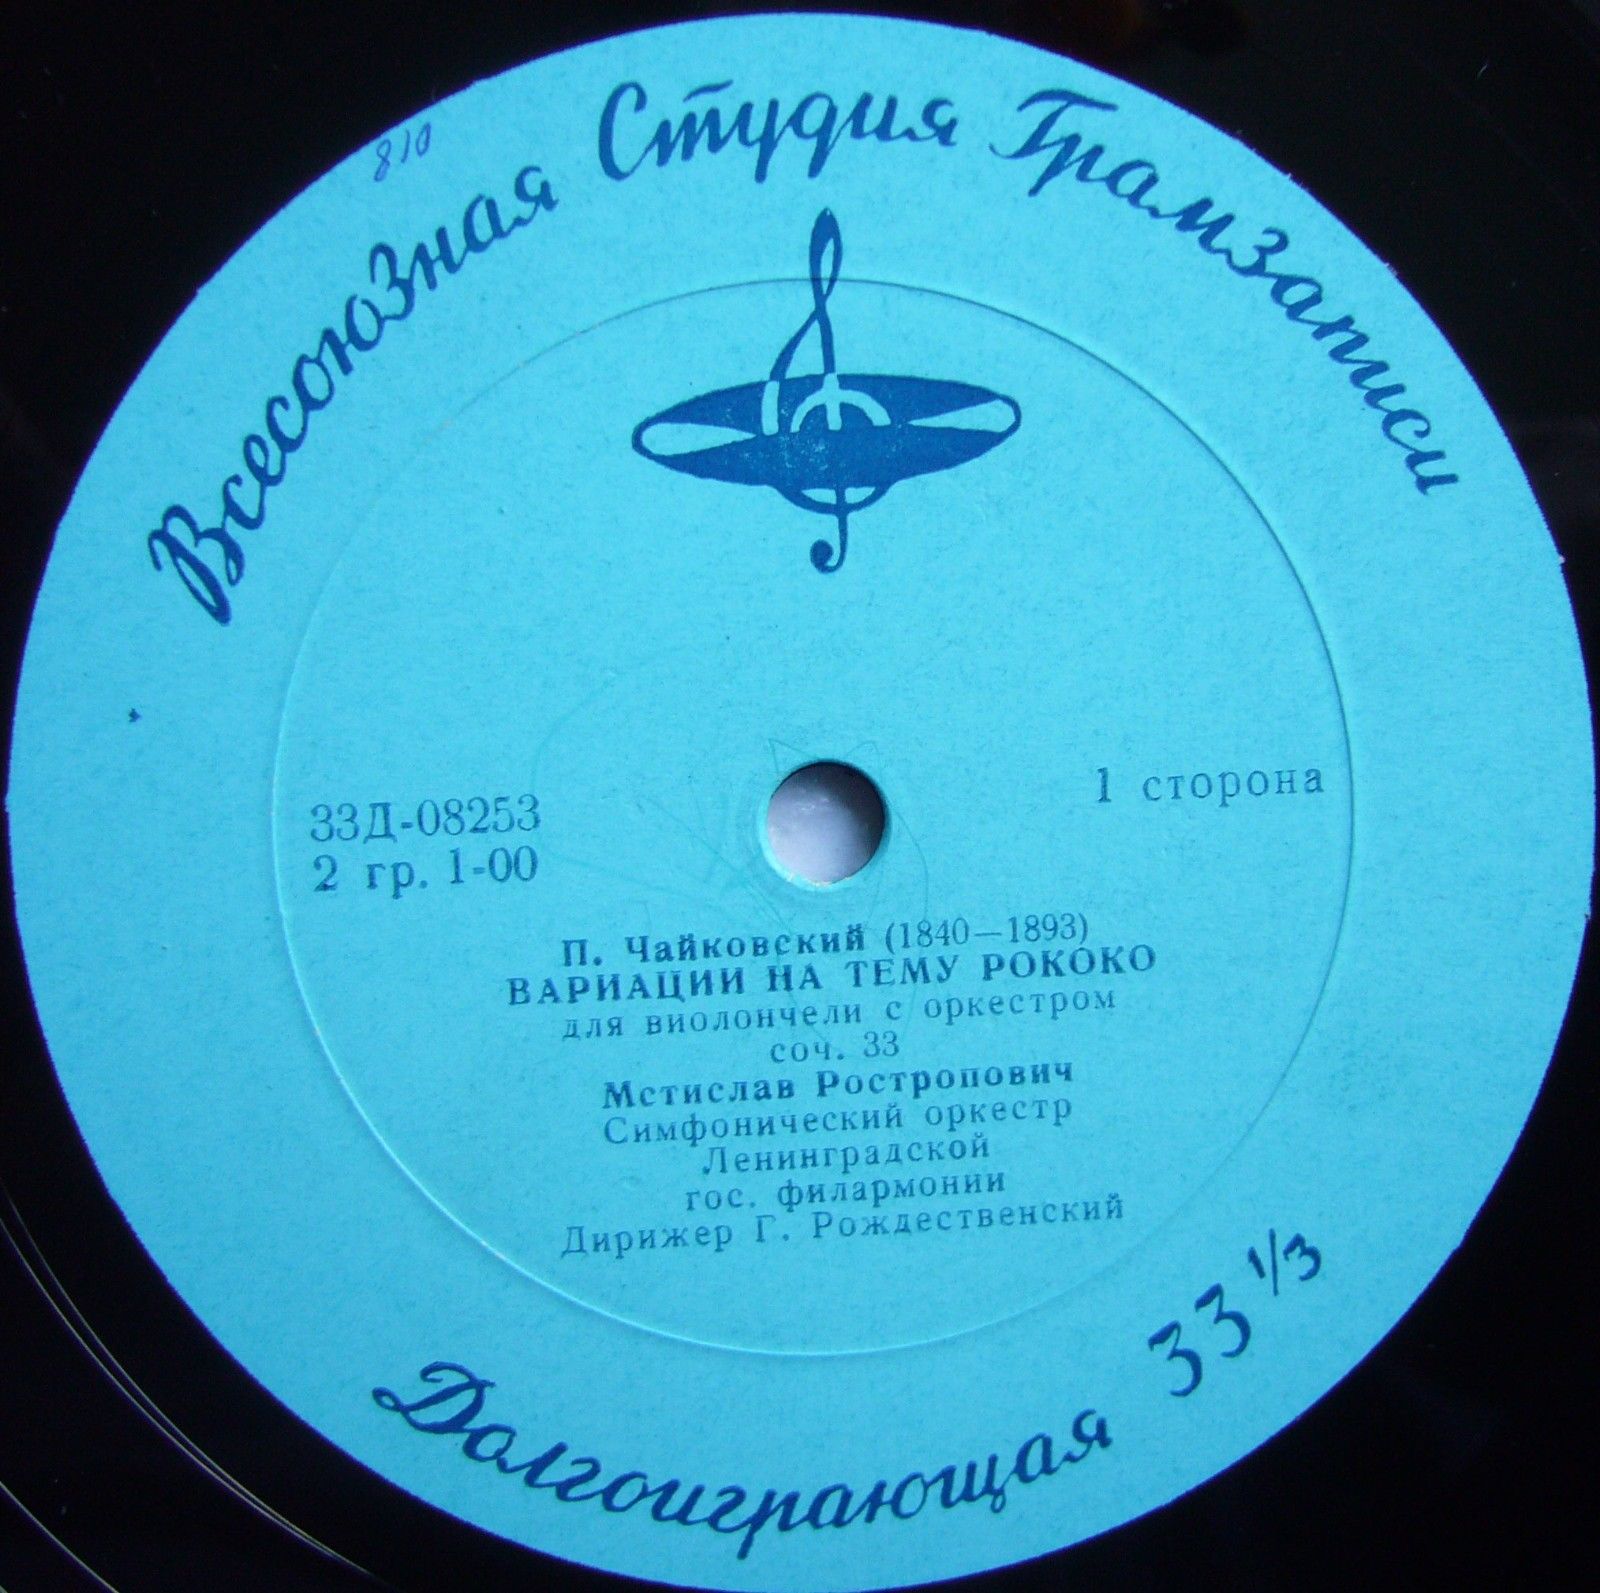 810
Всесоюзная Студия Грамзаписи
33Д-08253
2 гр. 1-00
1 сторона
П. Чайковский (1840—1893)
ВАРИАЦИИ НА ТЕМУ РОКОКО
для виолончели с оркестром
соч. 33
Мстислав Ростропович
Симфонический оркестр
Ленинградской
гос. филармонии
Дирижер Г. Рождественский
Долгоиграющая 33 1/3